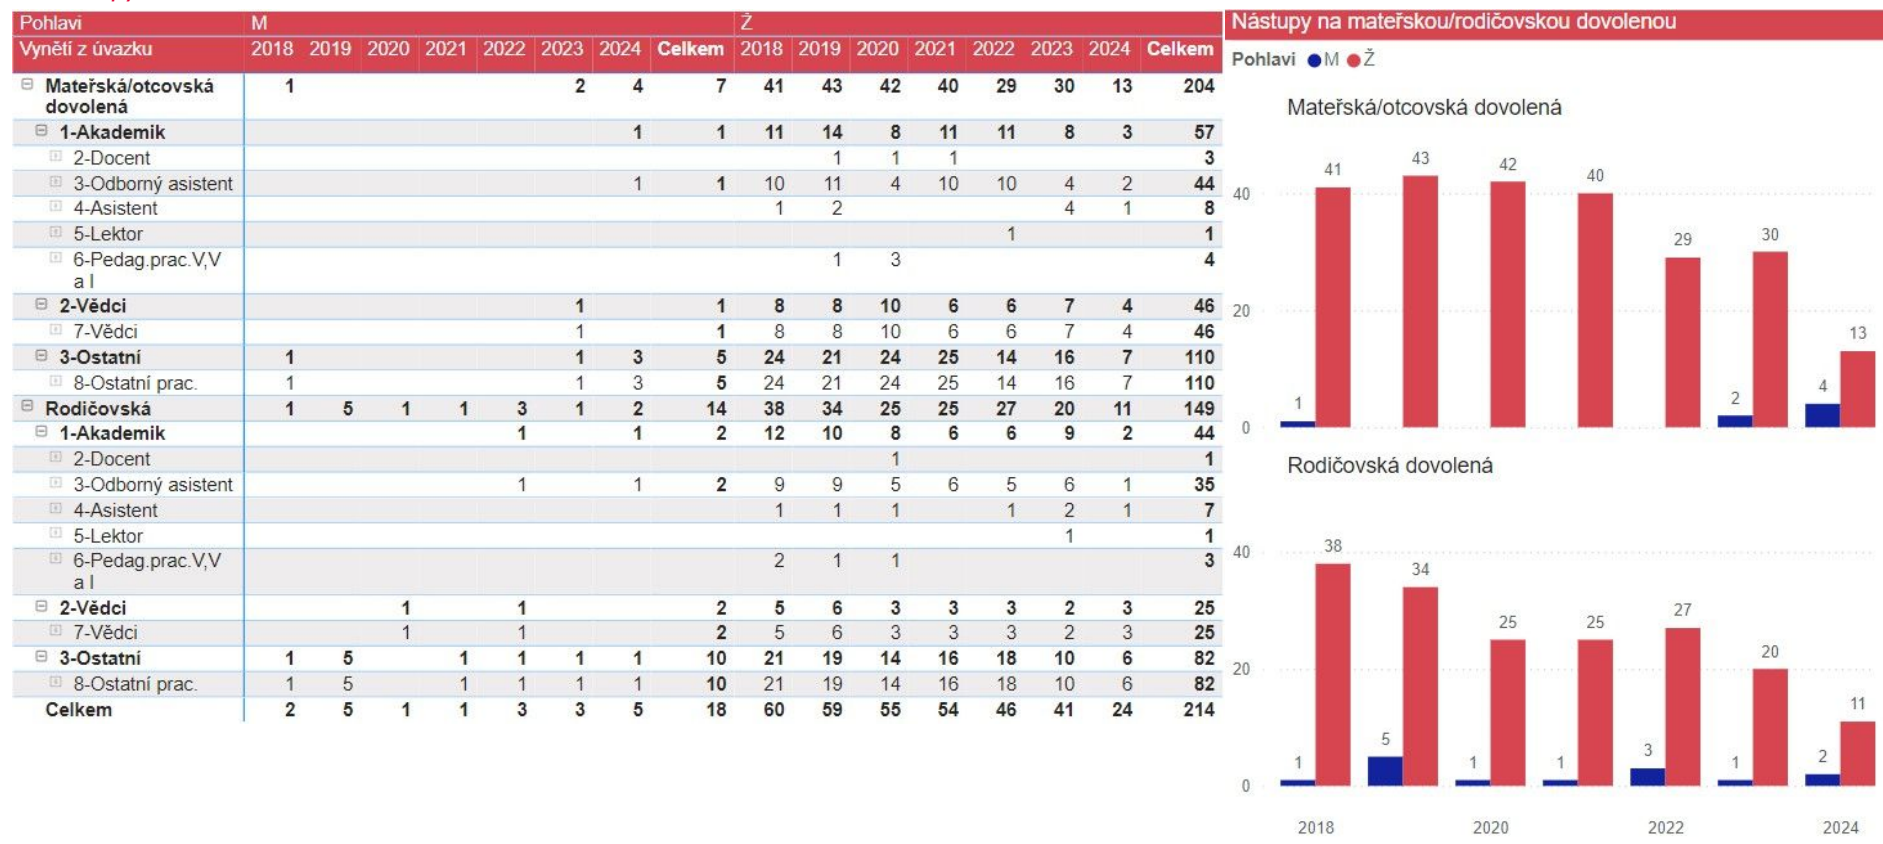 Pohlavi M Ž
Vynětí z úvazku 2018 2019 2020 2021 2022 2023 2024 Celkem 2018 2019 2020 2021 2022 2023 2024 Celkem
Mateřská/otcovská 1 2 4 7 41 43 42 40 29 30 13 204
dovolená
1-Akademik 1 1 11 14 8 11 11 8 3 57
2-Docent 1 1 1 3
3-Odborný asistent 1 1 10 11 4 10 10 4 2 44
4-Asistent 1 2 4 1 8
5-Lektor 1 1
6-Pedag.prac.V,V 1 3 4
a I
2-Vědci 1 1 8 8 10 6 6 7 4 46
7-Vědci 1 1 8 8 10 6 6 7 4 46
3-Ostatní 1 1 3 5 24 21 24 25 14 16 7 110
8-Ostatní prac. 1 1 3 5 24 21 24 25 14 16 7 110
Rodičovská 1 5 1 1 3 1 2 14 38 34 25 25 27 20 11 149
1-Akademik 1 1 2 12 10 8 6 6 9 2 44
2-Docent 1 1
3-Odborný asistent 1 1 2 9 9 5 6 5 6 1 35
4-Asistent 1 1 1 1 2 1 7
5-Lektor 1 1
6-Pedag.prac.V,V 2 1 1 3
a I
2-Vědci 1 1 2 5 6 3 3 3 2 3 25
7-Vědci 1 1 2 5 6 3 3 3 2 3 25
3-Ostatní 1 5 1 1 1 1 10 21 19 14 16 18 10 6 82
8-Ostatní prac. 1 5 1 1 1 1 10 21 19 14 16 18 10 6 82
Celkem 2 5 1 1 3 3 5 18 60 59 55 54 46 41 24 214
Nástupy na mateřskou/rodičovskou dovolenou
Pohlavi M Ž
Mateřská/otcovská dovolená
41 43 42 40
40
29 30
20
13
1 2 4
0
Rodičovská dovolená
40
38 34
25 25 27
20 20
11
1 5 1 1 3 1 2
0
2018 2020 2022 2024